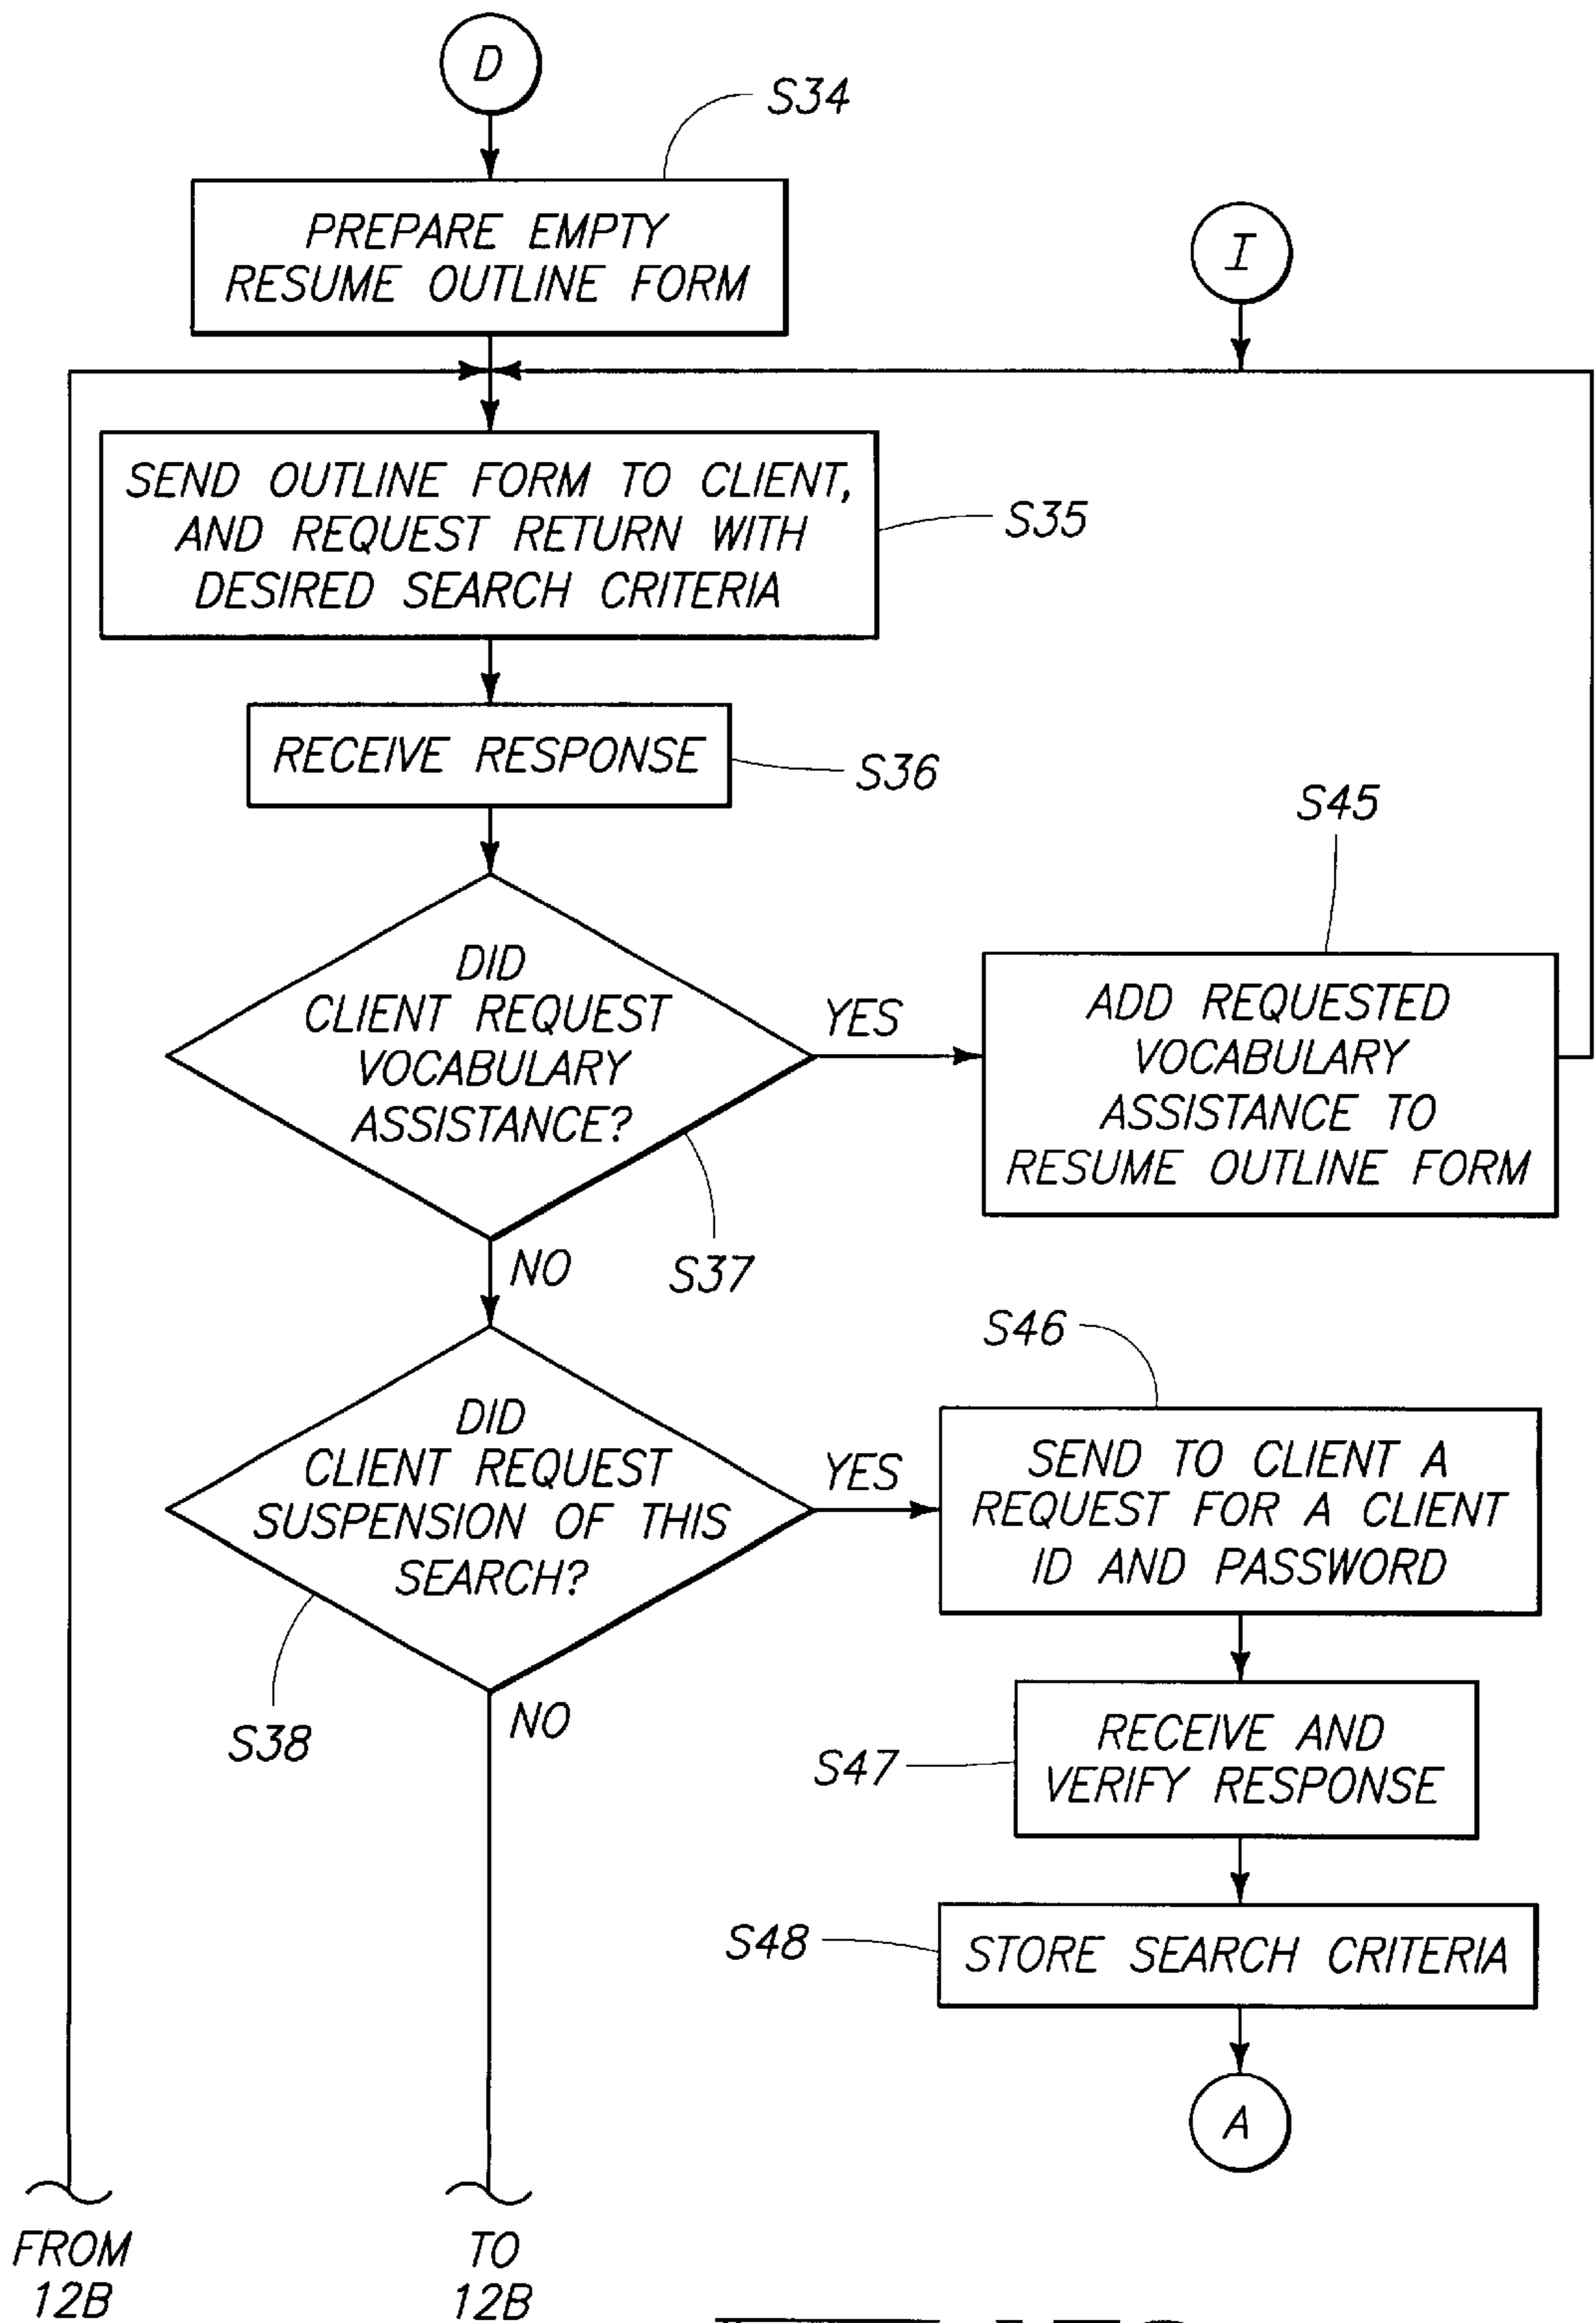 D
S34
PREPARE EMPTY
RESUME OUTLINE FORM
I
SEND OUTLINE FORM TO CLIENT,
AND REQUEST RETURN WITH
DESIRED SEARCH CRITERIA
S35
RECEIVE RESPONSE
S36
S45
DID
CLIENT REQUEST
VOCABULARY
ASSISTANCE?
YES
ADD REQUESTED
VOCABULARY
ASSISTANCE TO
RESUME OUTLINE FORM
NO
S37
S46
DID
CLIENT REQUEST
SUSPENSION OF THIS
SEARCH?
YES
SEND TO CLIENT A
REQUEST FOR A CLIENT
ID AND PASSWORD
S38
NO
S47
RECEIVE AND
VERIFY RESPONSE
S48
STORE SEARCH CRITERIA
A
FROM
12B
TO
12B